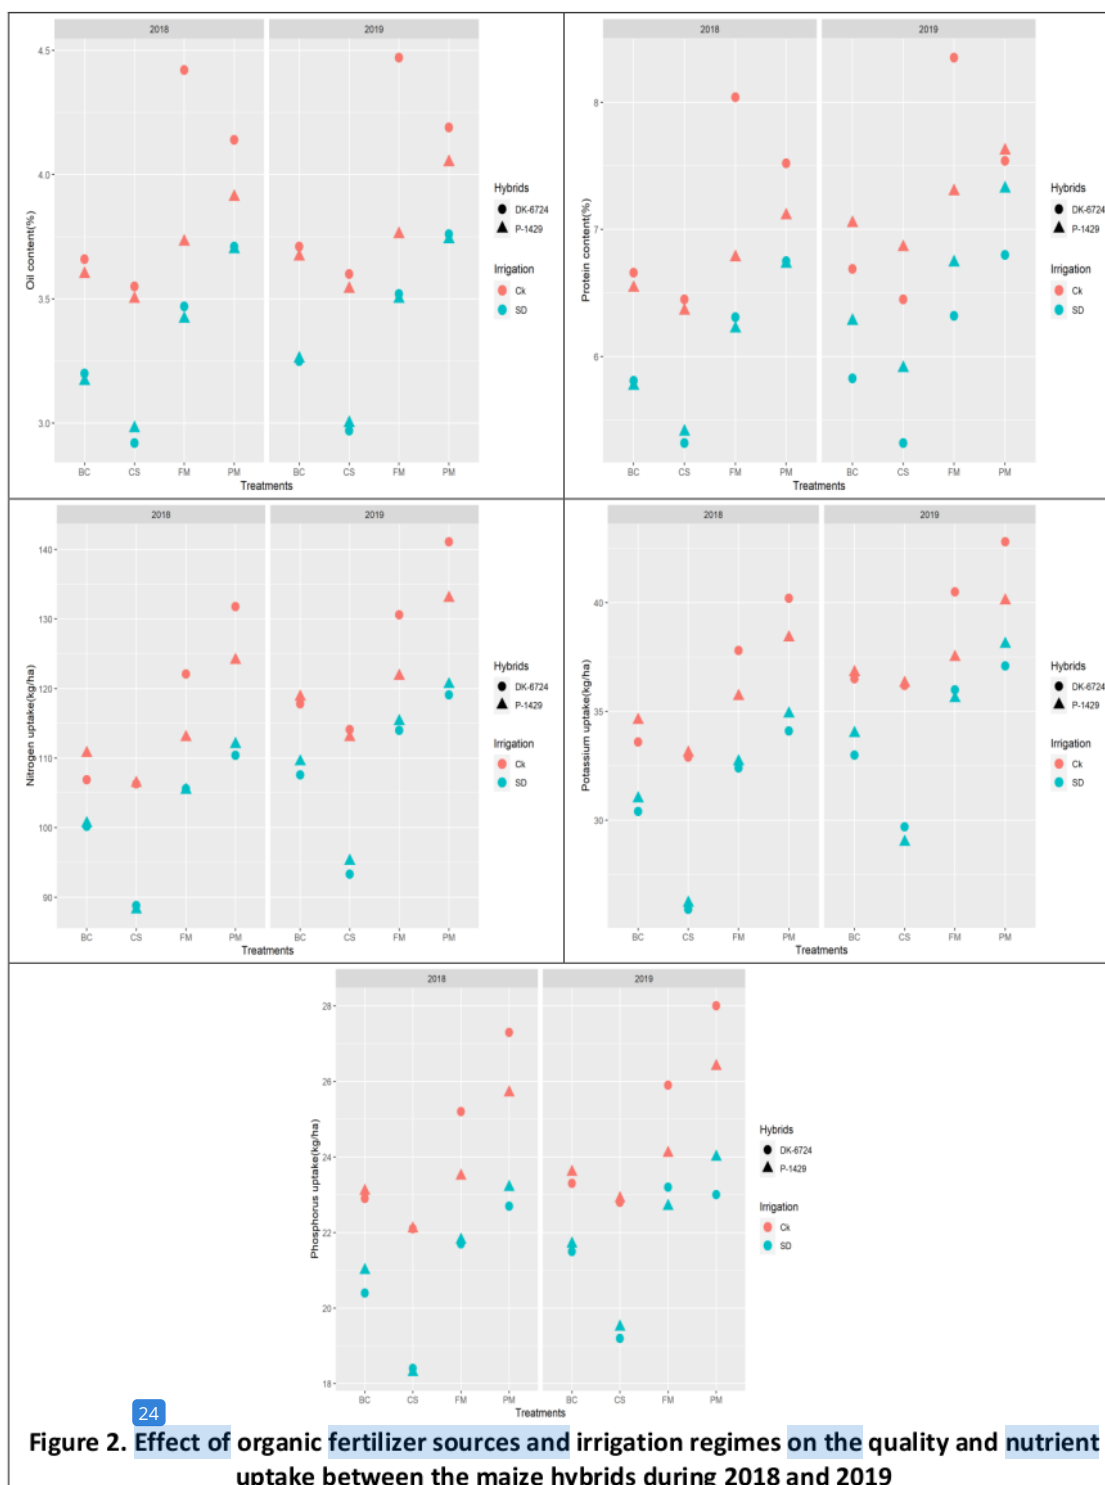 2018 2019
4.5
4.0
3.5
3.0
Oil content(%)
BC CS FM PM BC CS FM PM
Treatments
Hybrids
DK-6724
P-1429
Irrigation
Ck
SD
2018 2019
8
7
6
Protein content(%)
BC CS FM PM BC CS FM PM
Treatments
Hybrids
DK-6724
P-1429
Irrigation
Ck
SD
2018 2019
140
130
120
110
100
90
Nitrogen uptake(kg/ha)
BC CS FM PM BC CS FM PM
Treatments
Hybrids
DK-6724
P-1429
Irrigation
Ck
SD
2018 2019
40
35
30
Potassium uptake(kg/ha)
BC CS FM PM BC CS FM PM
Treatments
Hybrids
DK-6724
P-1429
Irrigation
Ck
SD
2018 2019
28
26
24
22
20
18
Phosphorus uptake(kg/ha)
BC CS FM PM BC CS FM PM
Treatments
Hybrids
DK-6724
P-1429
Irrigation
Ck
SD
24
Figure 2. Effect of organic fertilizer sources and irrigation regimes on the quality and nutrient
uptake between the maize hybrids during 2018 and 2019